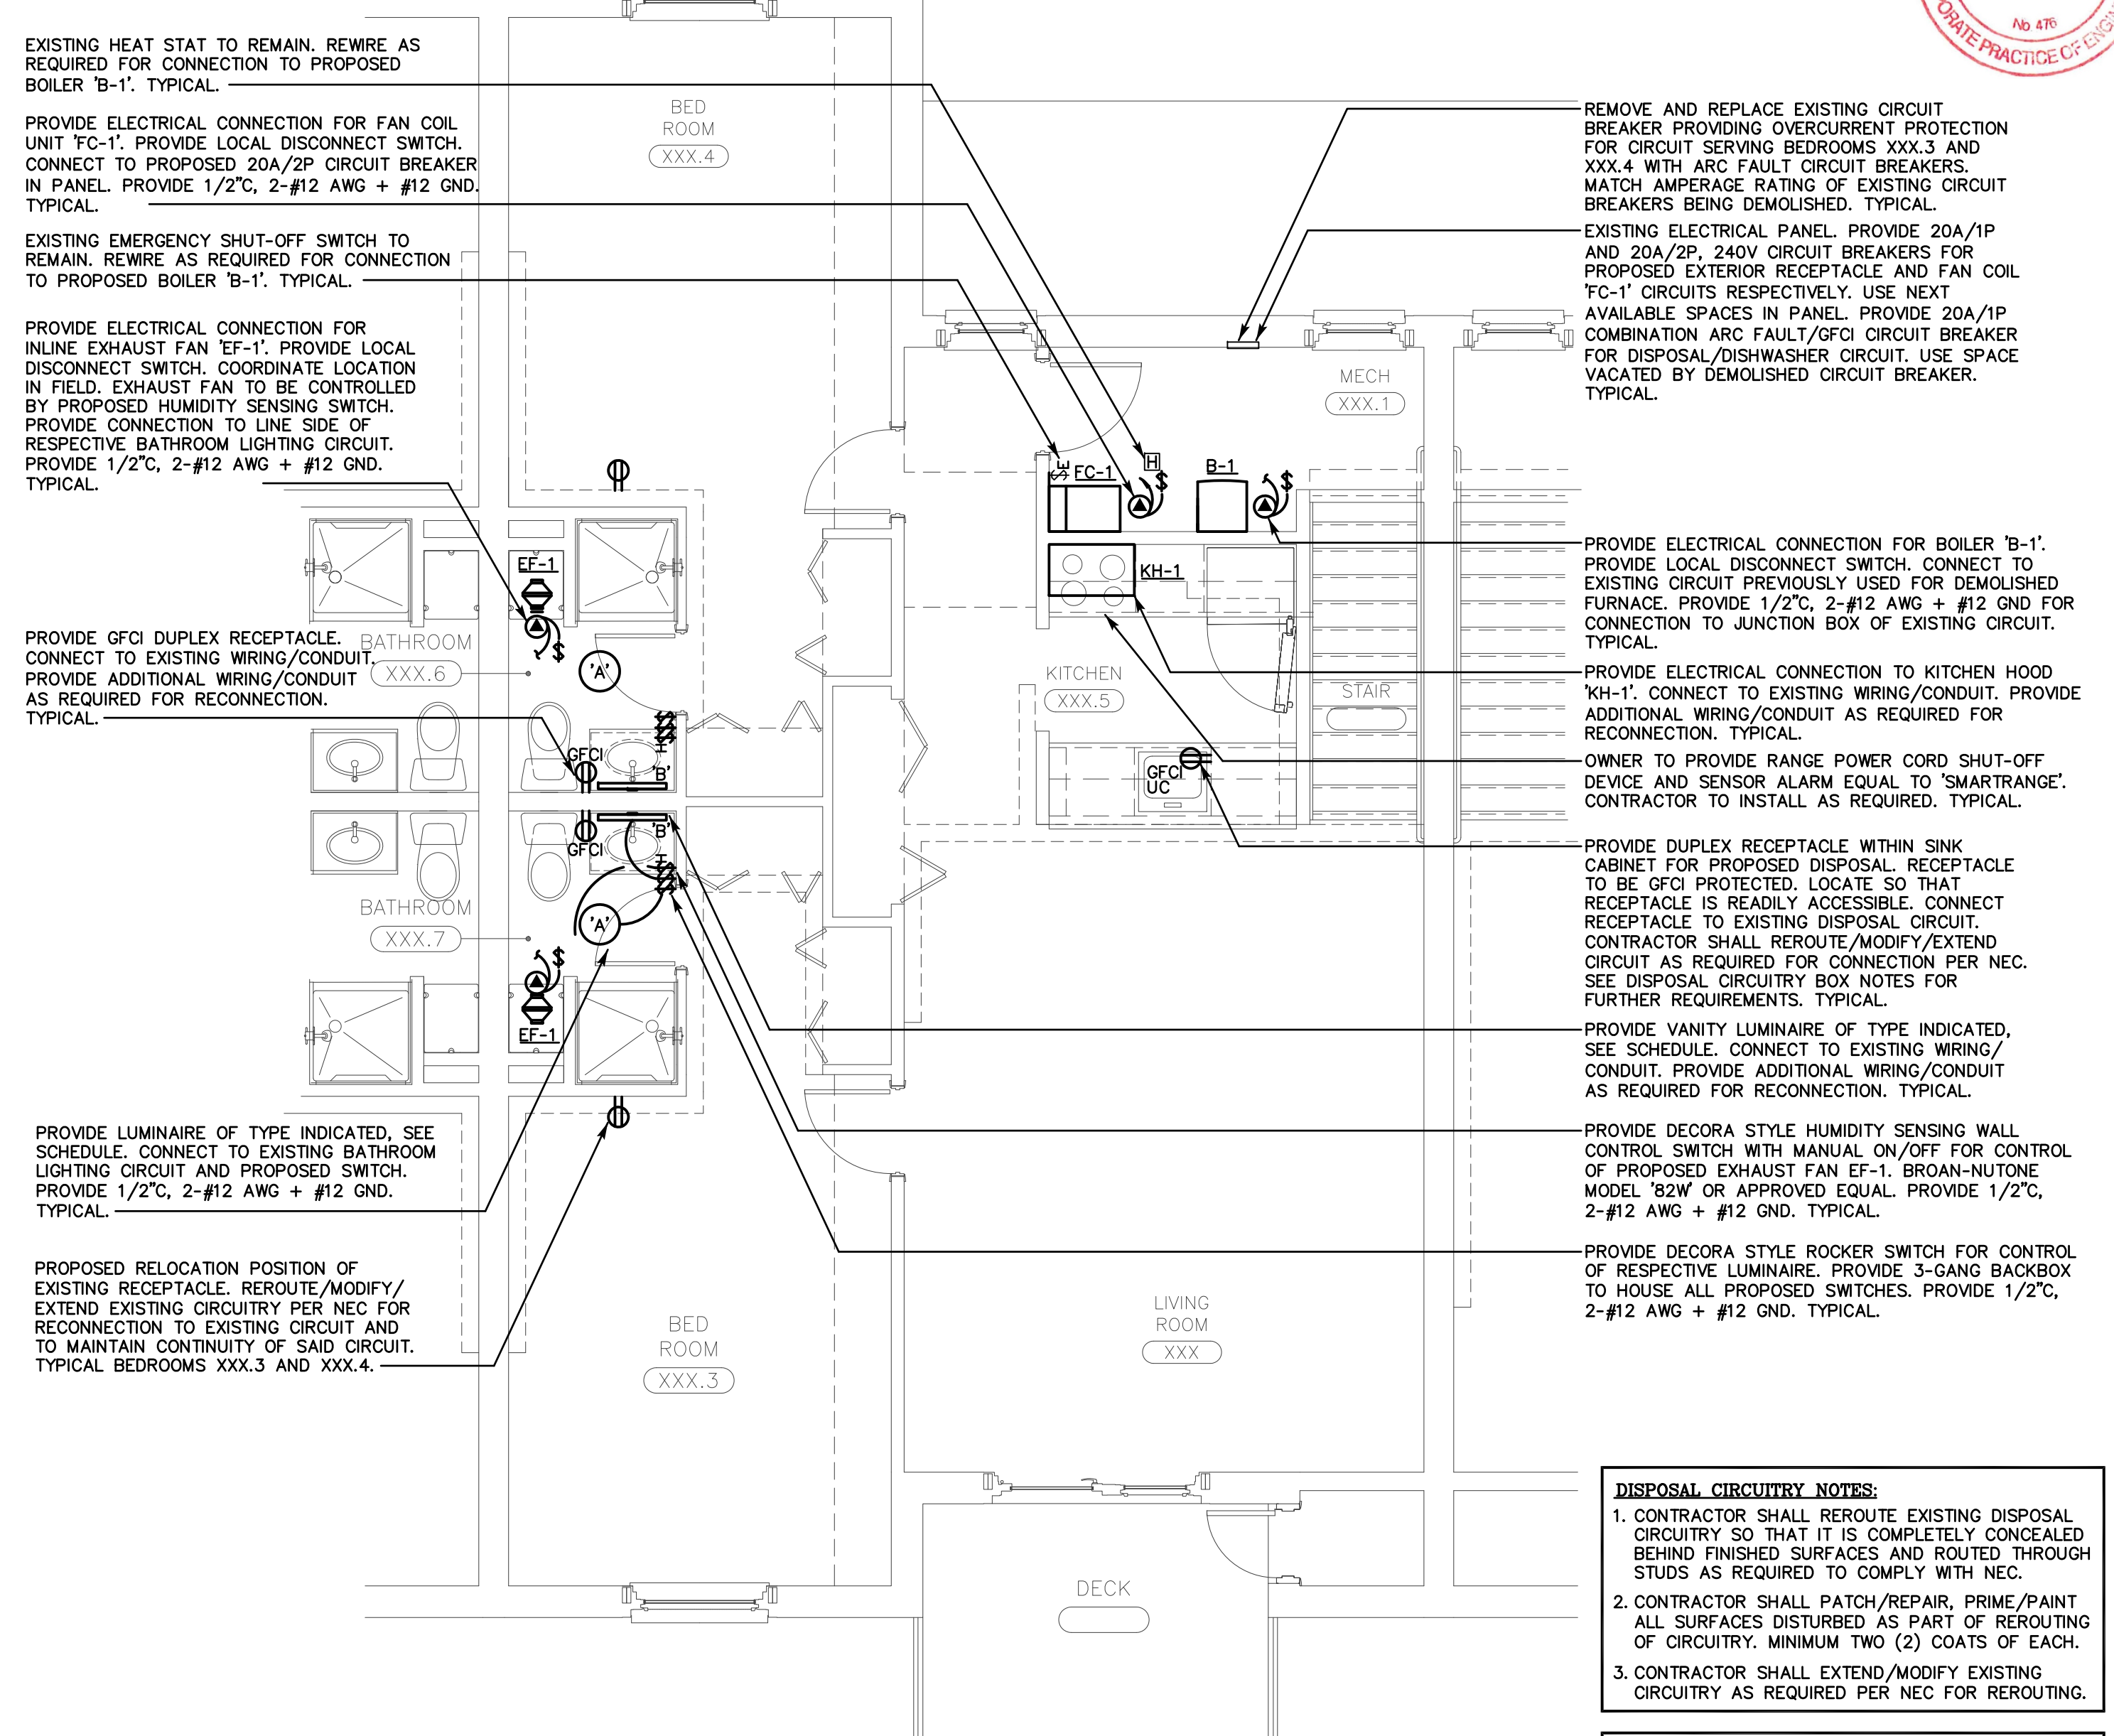 EXISTING HEAT STAT TO REMAIN. REWIRE AS
REQUIRED FOR CONNECTION TO PROPOSED
BOILER 'B-1'. TYPICAL.
PROVIDE ELECTRICAL CONNECTION FOR FAN COIL
UNIT 'FC-1'. PROVIDE LOCAL DISCONNECT SWITCH.
CONNECT TO PROPOSED 20A/2P CIRCUIT BREAKER
IN PANEL. PROVIDE 1/2"C, 2-#12 AWG + #12 GND.
TYPICAL.
EXISTING EMERGENCY SHUT-OFF SWITCH TO
REMAIN. REWIRE AS REQUIRED FOR CONNECTION
TO PROPOSED BOILER 'B-1'. TYPICAL.
PROVIDE ELECTRICAL CONNECTION FOR
INLINE EXHAUST FAN 'EF-1'. PROVIDE LOCAL
DISCONNECT SWITCH. COORDINATE LOCATION
IN FIELD. EXHAUST FAN TO BE CONTROLLED
BY PROPOSED HUMIDITY SENSING SWITCH.
PROVIDE CONNECTION TO LINE SIDE OF
RESPECTIVE BATHROOM LIGHTING CIRCUIT.
PROVIDE 1/2"C, 2-#12 AWG + #12 GND.
TYPICAL.
PROVIDE GFCI DUPLEX RECEPTACLE.
CONNECT TO EXISTING WIRING/CONDUIT.
PROVIDE ADDITIONAL WIRING/CONDUIT
AS REQUIRED FOR RECONNECTION.
TYPICAL.
PROVIDE LUMINAIRE OF TYPE INDICATED, SEE
SCHEDULE. CONNECT TO EXISTING BATHROOM
LIGHTING CIRCUIT AND PROPOSED SWITCH.
PROVIDE 1/2"C, 2-#12 AWG + #12 GND.
TYPICAL.
PROPOSED RELOCATION POSITION OF
EXISTING RECEPTACLE. REROUTE/MODIFY/
EXTEND EXISTING CIRCUITRY PER NEC FOR
RECONNECTION TO EXISTING CIRCUIT AND
TO MAINTAIN CONTINUITY OF SAID CIRCUIT.
TYPICAL BEDROOMS XXX.3 AND XXX.4.
BED
ROOM
XXX.4
MECH
XXX.1
$E
FC-1
H
$
B-1
$
KH-1
EF-1
$
BATHROOM
XXX.6
'A'
KITCHEN
XXX.5
STAIR
GFCI
'B'
H
GFCI
UC
GFCI
'B'
H
BATHROOM
XXX.7
'A'
$
EF-1
BED
ROOM
XXX.3
LIVING
ROOM
XXX
DECK
No 476
ORATE PRACTICE OF
REMOVE AND REPLACE EXISTING CIRCUIT
BREAKER PROVIDING OVERCURRENT PROTECTION
FOR CIRCUIT SERVING BEDROOMS XXX.3 AND
XXX.4 WITH ARC FAULT CIRCUIT BREAKERS.
MATCH AMPERAGE RATING OF EXISTING CIRCUIT
BREAKERS BEING DEMOLISHED. TYPICAL.
EXISTING ELECTRICAL PANEL. PROVIDE 20A/1P
AND 20A/2P, 240V CIRCUIT BREAKERS FOR
PROPOSED EXTERIOR RECEPTACLE AND FAN COIL
'FC-1' CIRCUITS RESPECTIVELY. USE NEXT
AVAILABLE SPACES IN PANEL. PROVIDE 20A/1P
COMBINATION ARC FAULT/GFCI CIRCUIT BREAKER
FOR DISPOSAL/DISHWASHER CIRCUIT. USE SPACE
VACATED BY DEMOLISHED CIRCUIT BREAKER.
TYPICAL.
PROVIDE ELECTRICAL CONNECTION FOR BOILER 'B-1'.
PROVIDE LOCAL DISCONNECT SWITCH. CONNECT TO
EXISTING CIRCUIT PREVIOUSLY USED FOR DEMOLISHED
FURNACE. PROVIDE 1/2"C, 2-#12 AWG + #12 GND FOR
CONNECTION TO JUNCTION BOX OF EXISTING CIRCUIT.
TYPICAL.
PROVIDE ELECTRICAL CONNECTION TO KITCHEN HOOD
'KH-1'. CONNECT TO EXISTING WIRING/CONDUIT. PROVIDE
ADDITIONAL WIRING/CONDUIT AS REQUIRED FOR
RECONNECTION. TYPICAL.
OWNER TO PROVIDE RANGE POWER CORD SHUT-OFF
DEVICE AND SENSOR ALARM EQUAL TO 'SMARTRANGE'.
CONTRACTOR TO INSTALL AS REQUIRED. TYPICAL.
PROVIDE DUPLEX RECEPTACLE WITHIN SINK
CABINET FOR PROPOSED DISPOSAL. RECEPTACLE
TO BE GFCI PROTECTED. LOCATE SO THAT
RECEPTACLE IS READILY ACCESSIBLE. CONNECT
RECEPTACLE TO EXISTING DISPOSAL CIRCUIT.
CONTRACTOR SHALL REROUTE/MODIFY/EXTEND
CIRCUIT AS REQUIRED FOR CONNECTION PER NEC.
SEE DISPOSAL CIRCUITRY BOX NOTES FOR
FURTHER REQUIREMENTS. TYPICAL.
PROVIDE VANITY LUMINAIRE OF TYPE INDICATED,
SEE SCHEDULE. CONNECT TO EXISTING WIRING/
CONDUIT. PROVIDE ADDITIONAL WIRING/CONDUIT
AS REQUIRED FOR RECONNECTION. TYPICAL.
PROVIDE DECORA STYLE HUMIDITY SENSING WALL
CONTROL SWITCH WITH MANUAL ON/OFF FOR CONTROL
OF PROPOSED EXHAUST FAN EF-1. BROAN-NUTONE
MODEL '82W' OR APPROVED EQUAL. PROVIDE 1/2"C,
2-#12 AWG + #12 GND. TYPICAL.
PROVIDE DECORA STYLE ROCKER SWITCH FOR CONTROL
OF RESPECTIVE LUMINAIRE. PROVIDE 3-GANG BACKBOX
TO HOUSE ALL PROPOSED SWITCHES. PROVIDE 1/2"C,
2-#12 AWG + #12 GND. TYPICAL.
DISPOSAL CIRCUITRY NOTES:
1. CONTRACTOR SHALL REROUTE EXISTING DISPOSAL
CIRCUITRY SO THAT IT IS COMPLETELY CONCEALED
BEHIND FINISHED SURFACES AND ROUTED THROUGH
STUDS AS REQUIRED TO COMPLY WITH NEC.
2. CONTRACTOR SHALL PATCH/REPAIR, PRIME/PAINT
ALL SURFACES DISTURBED AS PART OF REROUTING
OF CIRCUITRY. MINIMUM TWO (2) COATS OF EACH.
3. CONTRACTOR SHALL EXTEND/MODIFY EXISTING
CIRCUITRY AS REQUIRED PER NEC FOR REROUTING.